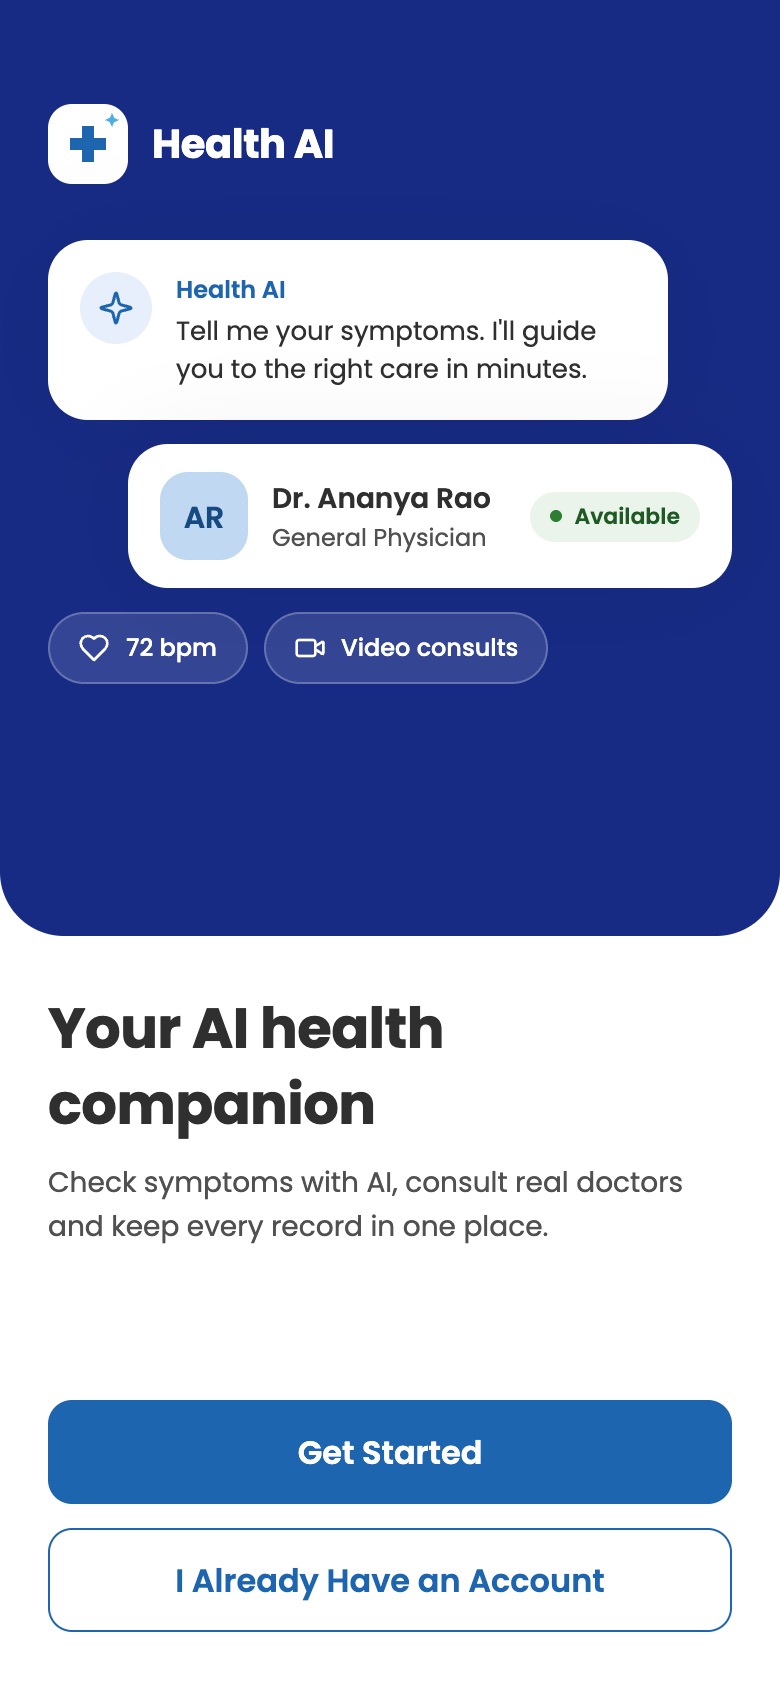 Health AI
Health AI
Tell me your symptoms. I'll guide
you to the right care in minutes.
AR
Dr. Ananya Rao
General Physician
Available
72 bpm
Video consults
Your AI health
companion
Check symptoms with AI, consult real doctors
and keep every record in one place.
Get Started
I Already Have an Account